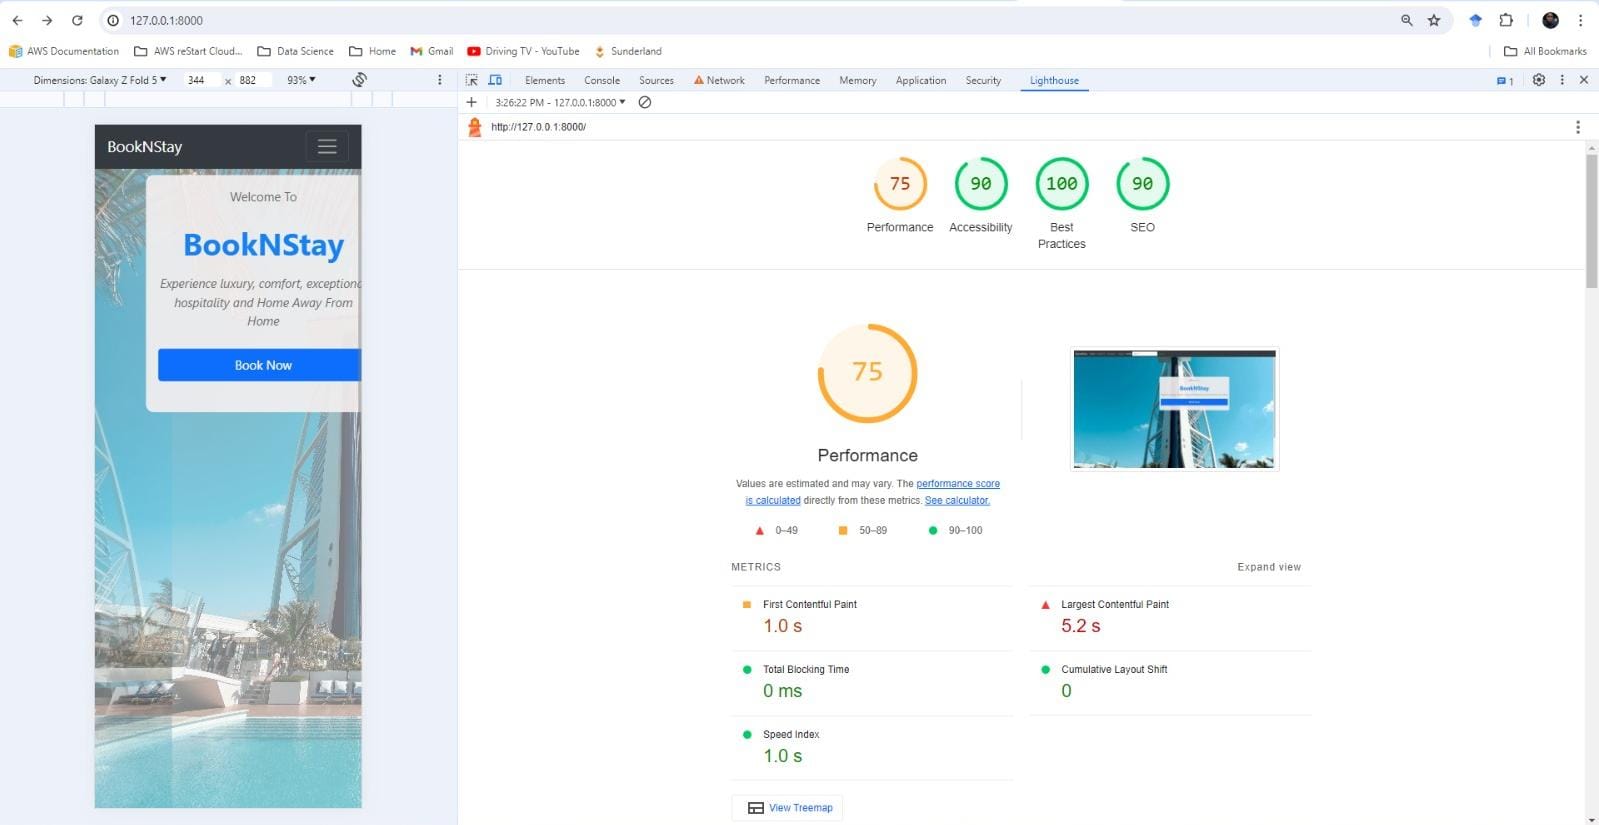 127.0.0.1:8000
AWS Documentation AWS reStart Cloud... Data Science Home Gmail Driving TV - YouTube Sunderland All Bookmarks
Dimensions: Galaxy Z Fold 5 344 x 882 93% Elements Console Sources Network Performance Memory Application Security Lighthouse 1
3:26:22 PM - 127.0.0.1:8000
http://127.0.0.1:8000/
BookNStay
Welcome To
BookNStay
Experience luxury, comfort, exceptiona
hospitality and Home Away From
Home
Book Now
75 90 100 90
Performance Accessibility Best Practices SEO
75
Performance
Values are estimated and may vary. The performance score
is calculated directly from these metrics. See calculator.
0–49 50–89 90–100
BookNStay
METRICS Expand view
First Contentful Paint Largest Contentful Paint
1.0 s 5.2 s
Total Blocking Time Cumulative Layout Shift
0 ms 0
Speed Index
1.0 s
View Treemap